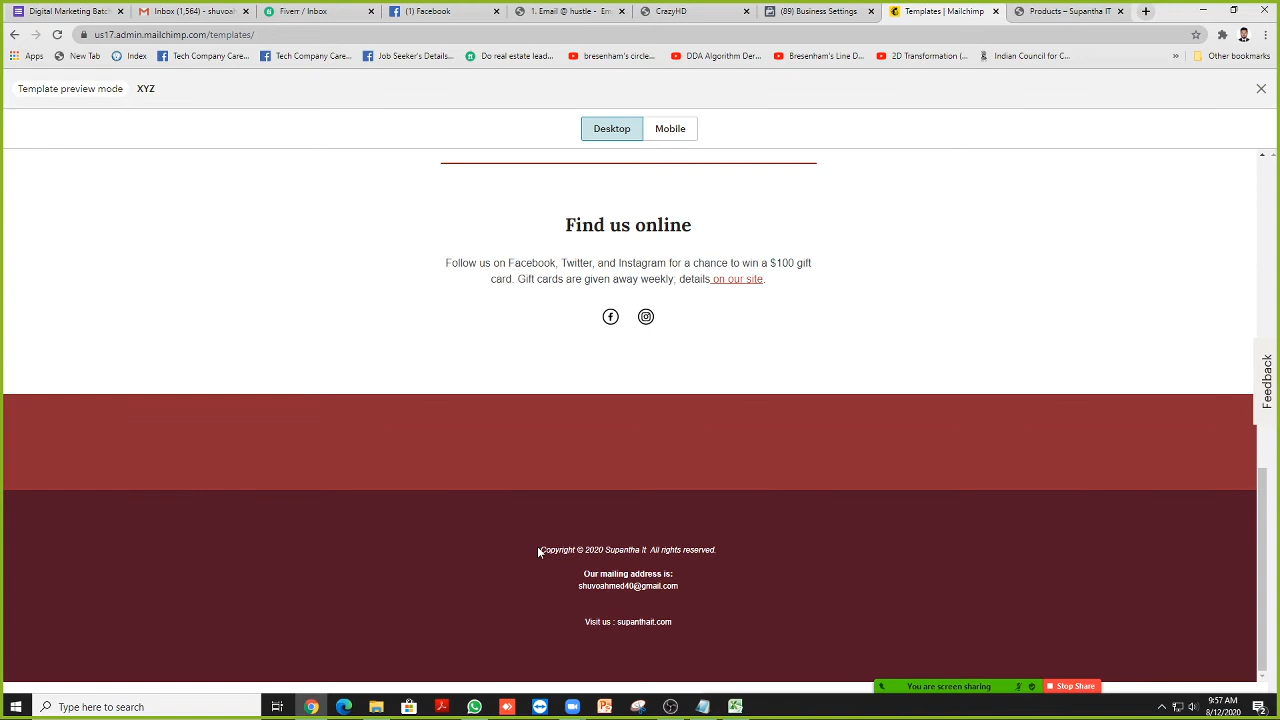 Digital Marketing Batch
Inbox (1,564) - shuvoah
Fiverr / Inbox
(1) Facebook
1. Email @ hustle - Em
CrazyHD
(89) Business Settings
Templates | Mailchimp
Products – Supantha IT
us17.admin.mailchimp.com/templates/
Apps
New Tab
Index
Tech Company Care...
Tech Company Care...
Job Seeker's Details...
Do real estate lead...
bresenham's circle...
DDA Algorithm Der...
Bresenham's Line D...
2D Transformation (...
Indian Council for C...
Other bookmarks
Template preview mode XYZ
Desktop Mobile
Find us online
Follow us on Facebook, Twitter, and Instagram for a chance to win a $100 gift
card. Gift cards are given away weekly; details on our site.
Feedback
Copyright © 2020 Supantha It All rights reserved.
Our mailing address is:
shuvoahmed40@gmail.com
Visit us : supanthait.com
You are screen sharing
Stop Share
Type here to search
9:57 AM
8/12/2020